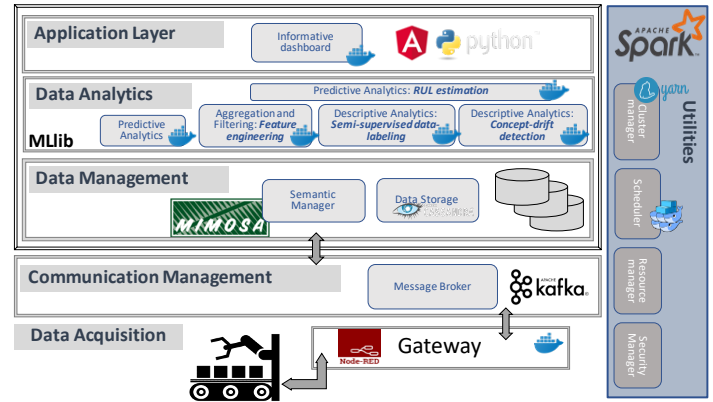 Application Layer
Informative
dashboard
python
Data Analytics
Predictive Analytics: RUL estimation
MLlib
Predictive
Analytics
Aggregation and
Filtering: Feature
engineering
Descriptive Analytics:
Semi-supervised data-
labeling
Descriptive Analytics:
Concept-drift
detection
Data Management
MIMOSA
Semantic
Manager
Data Storage
cassandra
Communication Management
Message Broker
APACHE
kafka
Data Acquisition
Node-RED
Gateway
APACHE
Spark
yarn
Utilities
Cluster
manager
Scheduler
Resource
manager
Security
Manager